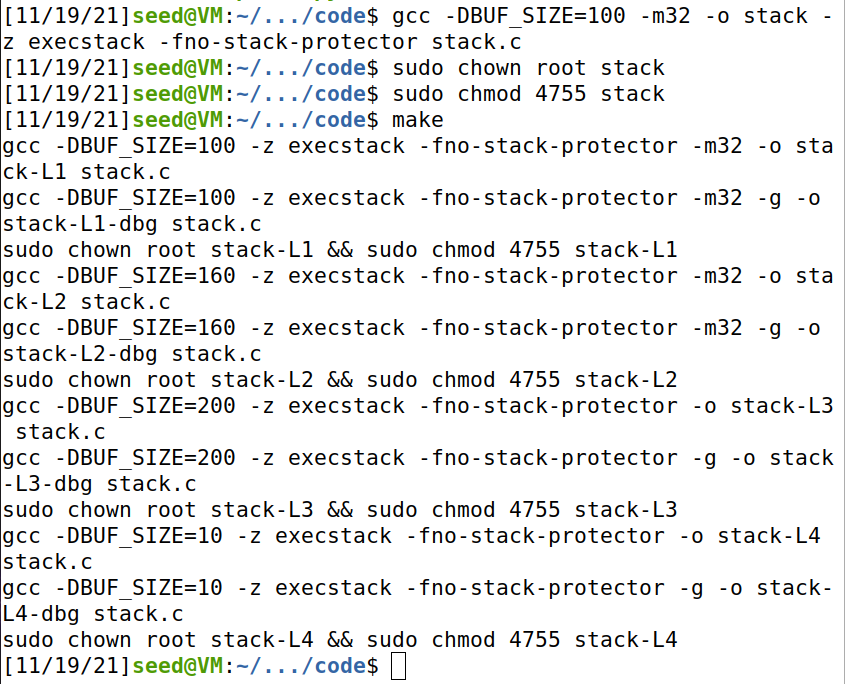 [11/19/21]seed@VM:~/.../code$ gcc -DBUF_SIZE=100 -m32 -o stack -
z execstack -fno-stack-protector stack.c
[11/19/21]seed@VM:~/.../code$ sudo chown root stack
[11/19/21]seed@VM:~/.../code$ sudo chmod 4755 stack
[11/19/21]seed@VM:~/.../code$ make
gcc -DBUF_SIZE=100 -z execstack -fno-stack-protector -m32 -o sta
ck-L1 stack.c
gcc -DBUF_SIZE=100 -z execstack -fno-stack-protector -m32 -g -o
stack-L1-dbg stack.c
sudo chown root stack-L1 && sudo chmod 4755 stack-L1
gcc -DBUF_SIZE=160 -z execstack -fno-stack-protector -m32 -o sta
ck-L2 stack.c
gcc -DBUF_SIZE=160 -z execstack -fno-stack-protector -m32 -g -o
stack-L2-dbg stack.c
sudo chown root stack-L2 && sudo chmod 4755 stack-L2
gcc -DBUF_SIZE=200 -z execstack -fno-stack-protector -o stack-L3
 stack.c
gcc -DBUF_SIZE=200 -z execstack -fno-stack-protector -g -o stack
-L3-dbg stack.c
sudo chown root stack-L3 && sudo chmod 4755 stack-L3
gcc -DBUF_SIZE=10 -z execstack -fno-stack-protector -o stack-L4
stack.c
gcc -DBUF_SIZE=10 -z execstack -fno-stack-protector -g -o stack-
L4-dbg stack.c
sudo chown root stack-L4 && sudo chmod 4755 stack-L4
[11/19/21]seed@VM:~/.../code$